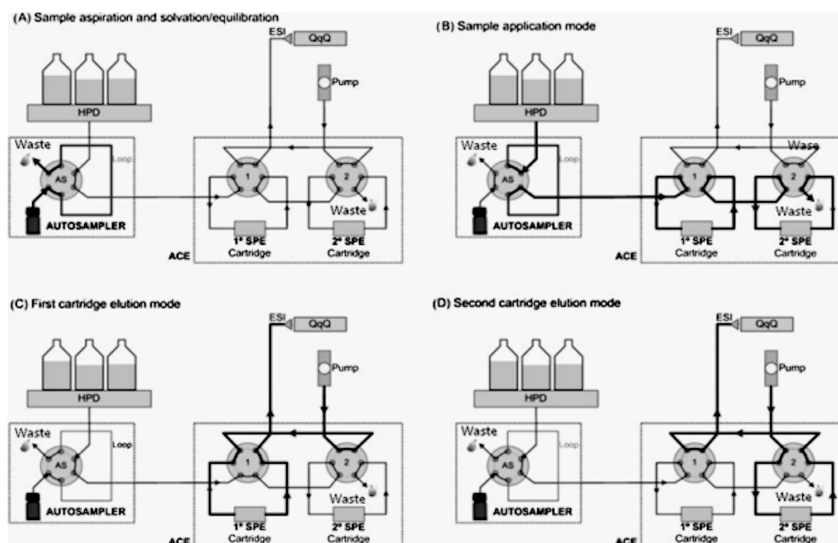 (A) Sample aspiration and solvation/equilibration
ESI
QqQ
Pump
HPD
Waste
Loop
AS
AUTOSAMPLER
1
2
Waste
1° SPE
Cartridge
2° SPE
Cartridge
ACE
(B) Sample application mode
ESI
QqQ
Pump
HPD
Waste
Loop
AS
AUTOSAMPLER
1
Wase
2
Waste
1° SPE
Cartridge
2° SPE
Cartridge
ACE
(C) First cartridge elution mode
ESI
QqQ
Pump
HPD
Waste
Loop
AS
AUTOSAMPLER
1
2
Waste
1° SPE
Cartridge
2° SPE
Cartridge
ACE
(D) Second cartridge elution mode
ESI
QqQ
Pump
HPD
Waste
Loop
AS
AUTOSAMPLER
1
2
Waste
1° SPE
Cartridge
2° SPE
Cartridge
ACE